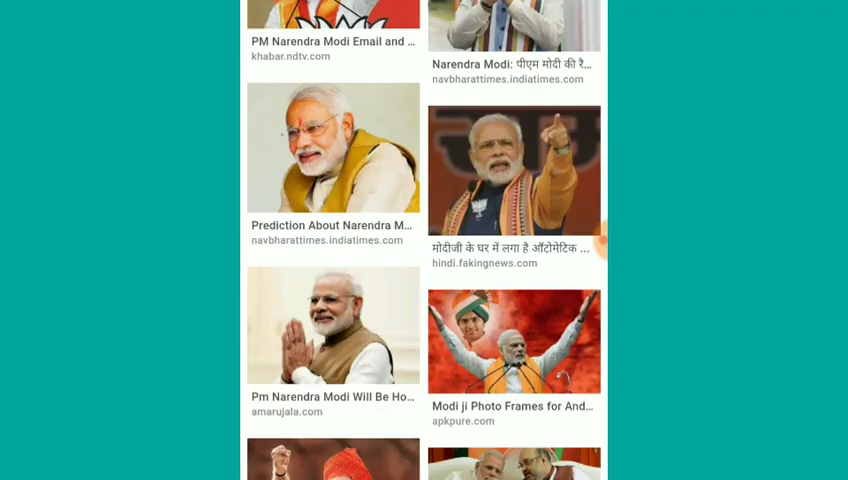 PM Narendra Modi Email and ...
khabar.ndtv.com
Narendra Modi: पीएम मोदी की रै...
navbharattimes.indiatimes.com
Prediction About Narendra M...
navbharattimes.indiatimes.com
मोदीजी के घर में लगा है ऑटोमेटिक ...
hindi.fakingnews.com
Pm Narendra Modi Will Be Ho...
amarujala.com
Modi ji Photo Frames for And...
apkpure.com